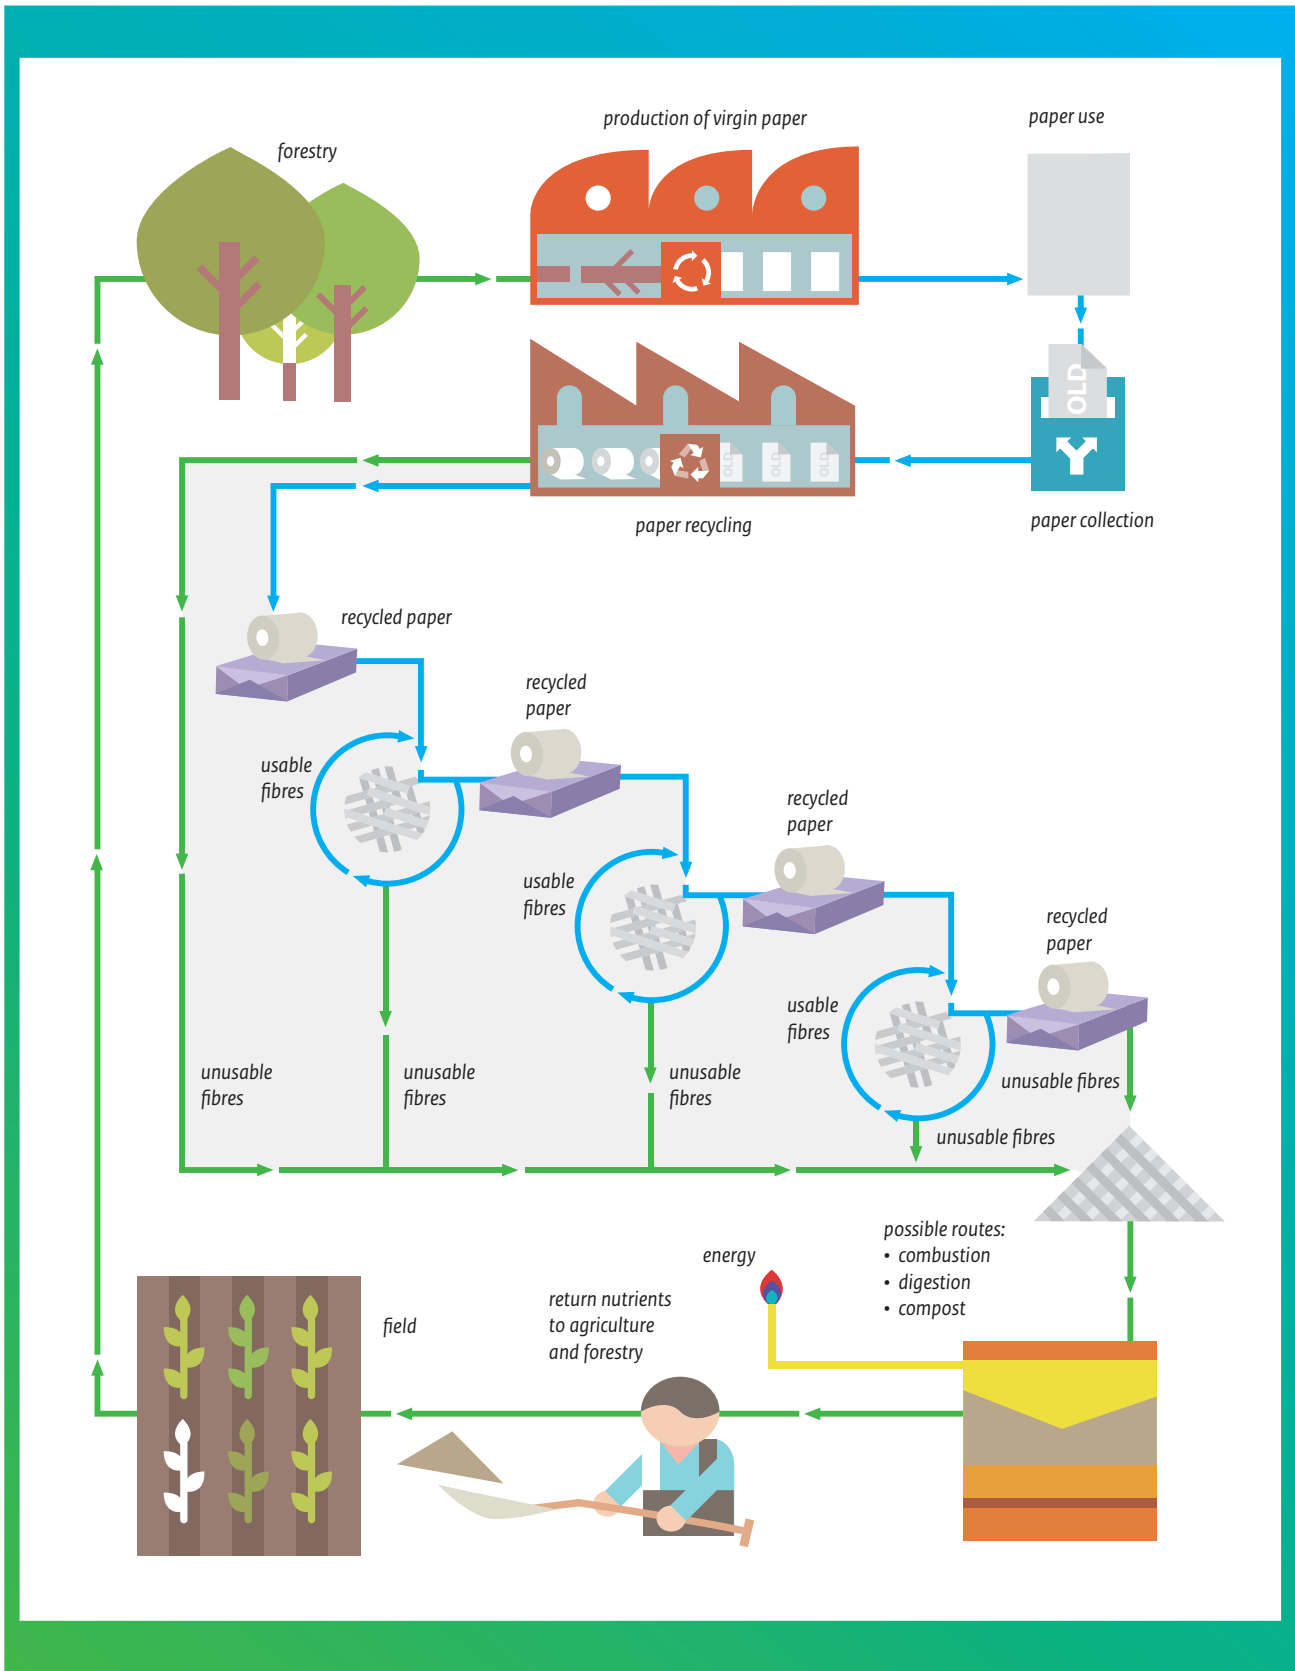 production of virgin paper
paper use
forestry
OLD
OLD
OLD
OLD
paper recycling
paper collection
recycled paper
recycled
paper
usable
fibres
recycled
paper
usable
fibres
recycled
paper
usable
fibres
unusable
fibres
unusable
fibres
unusable
fibres
unusable fibres
unusable fibres
possible routes:
• combustion
• digestion
• compost
energy
return nutrients
to agriculture
and forestry
field